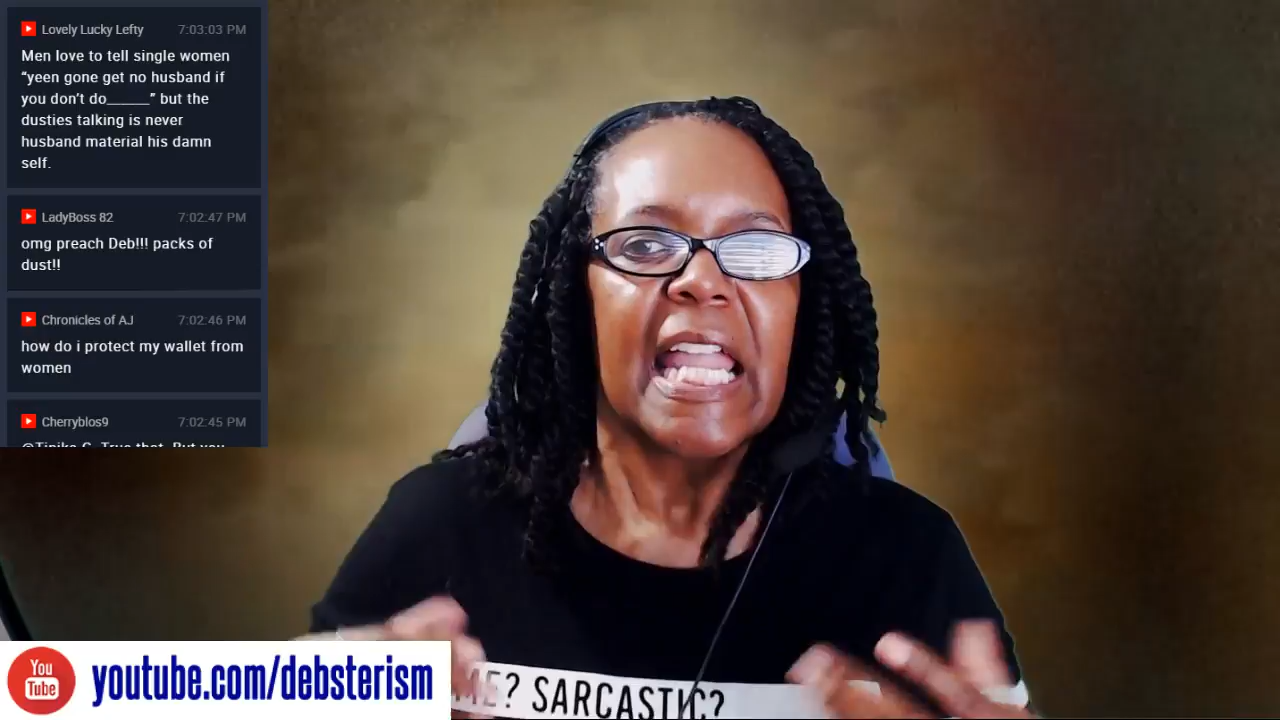 Lovely Lucky Lefty 7:03:03 PM
Men love to tell single women
“yeen gone get no husband if
you don’t do______” but the
dusties talking is never
husband material his damn
self.
LadyBoss 82 7:02:47 PM
omg preach Deb!!! packs of
dust!!
Chronicles of AJ 7:02:46 PM
how do i protect my wallet from
women
Cherryblos9 7:02:45 PM
You
Tube
youtube.com/debsterism
ME? SARCASTIC?